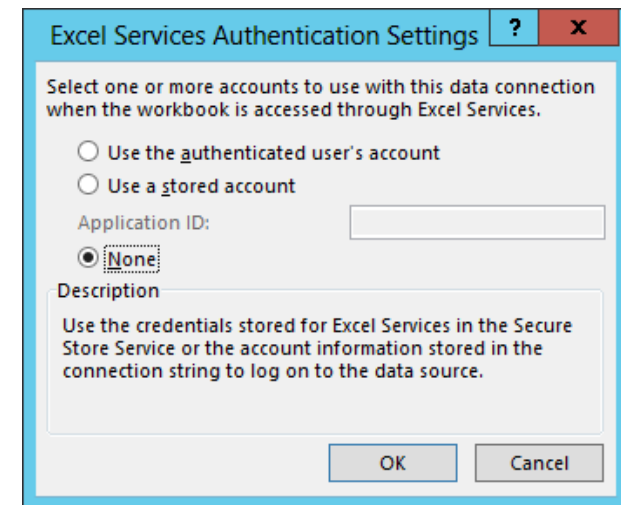 Excel Services Authentication Settings ? x
Select one or more accounts to use with this data connection
when the workbook is accessed through Excel Services.
Use the authenticated user's account
Use a stored account
Application ID:
None
Description
Use the credentials stored for Excel Services in the Secure
Store Service or the account information stored in the
connection string to log on to the data source.
OK Cancel